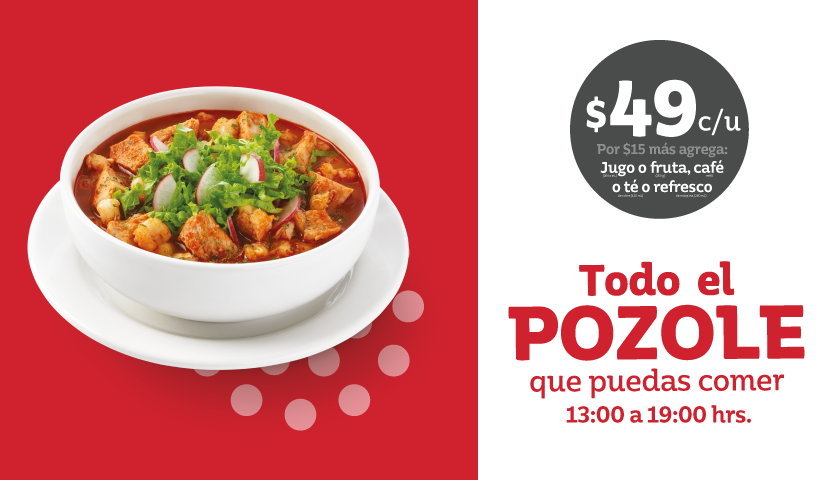 $49 c/u
Por $15 más agrega:
Jugo o fruta, café
o té o refresco
Todo el
POZOLE
que puedas comer
13:00 a 19:00 hrs.